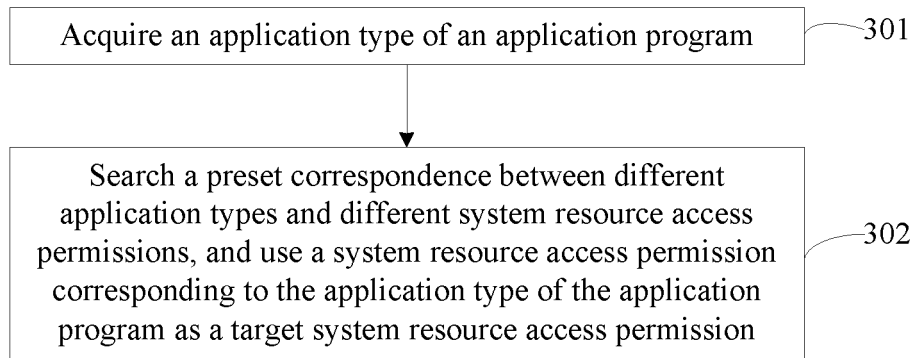 Acquire an application type of an application program
301
Search a preset correspondence between different
application types and different system resource access
permissions, and use a system resource access permission
corresponding to the application type of the application
program as a target system resource access permission
302